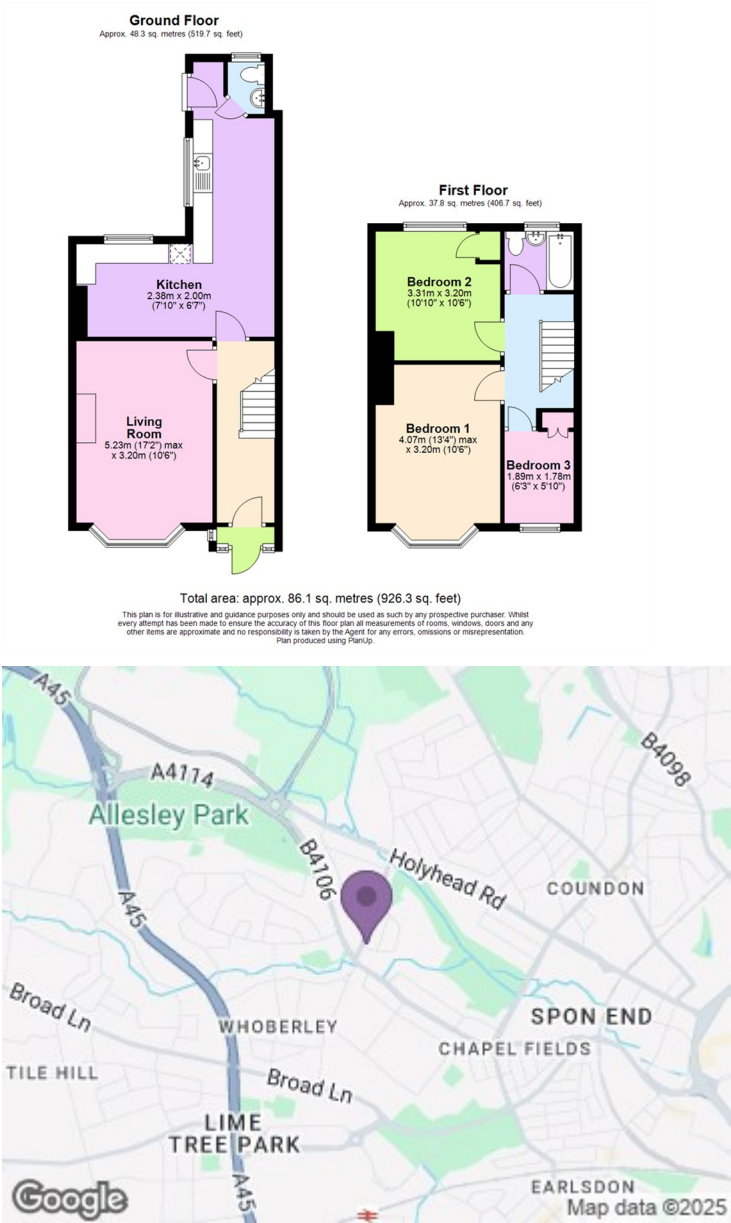 Ground Floor
Approx. 48.3 sq. metres (519.7 sq. feet)
Kitchen
2.38m x 2.00m
(7'10" x 6'7")
Living
Room
5.23m (17'2") max
x 3.20m (10'6")
First Floor
Approx. 37.8 sq. metres (406.7 sq. feet)
Bedroom 2
3.31m x 3.20m
(10'10" x 10'6")
Bedroom 1
4.07m (13'4") max
x 3.20m (10'6")
Bedroom 3
1.89m x 1.78m
(6'3" x 5'10")
Total area: approx. 86.1 sq. metres (926.3 sq. feet)
This plan is for illustrative and guidance purposes only and should be used as such by any prospective purchaser. Whilst
every attempt has been made to ensure the accuracy of this floor plan all measurements of rooms, windows, doors and any
other items are approximate and no responsibility is taken by the Agent for any errors, omissions or misrepresentation.
Plan produced using PlanUp.
A45
A4114
B4098
Allesley Park
B4106
Holyhead Rd
COUNDON
A45
Broad Ln
WHOBERLEY
SPON END
CHAPEL FIELDS
TILE HILL
Broad Ln
LIME
TREE PARK
A45
EARLSDON
Google
Map data ©2025